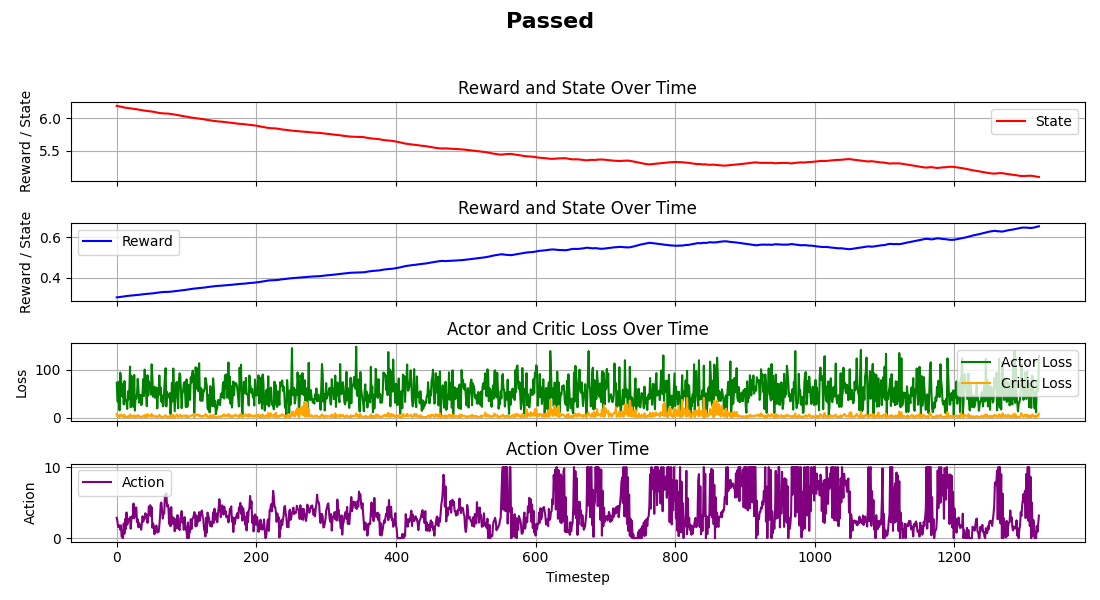 Passed
Reward and State Over Time
Reward / State
6.0
5.5
State
Reward and State Over Time
Reward / State
0.6
0.4
Reward
Actor and Critic Loss Over Time
Loss
100
0
Actor Loss
Critic Loss
Action Over Time
Action
10
0
Action
0 200 400 600 800 1000 1200
Timestep